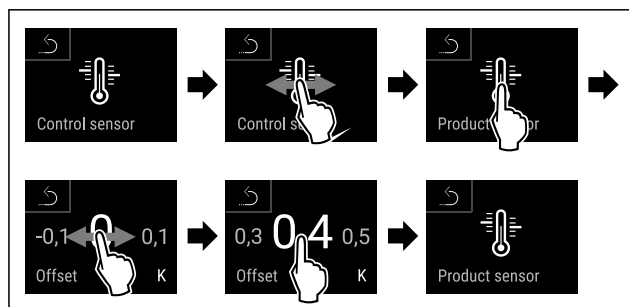 Control sensor
Control se
Product sor
-0,1 0 0,1
Offset K
0,3 0,4 0,5
Offset K
Product sensor